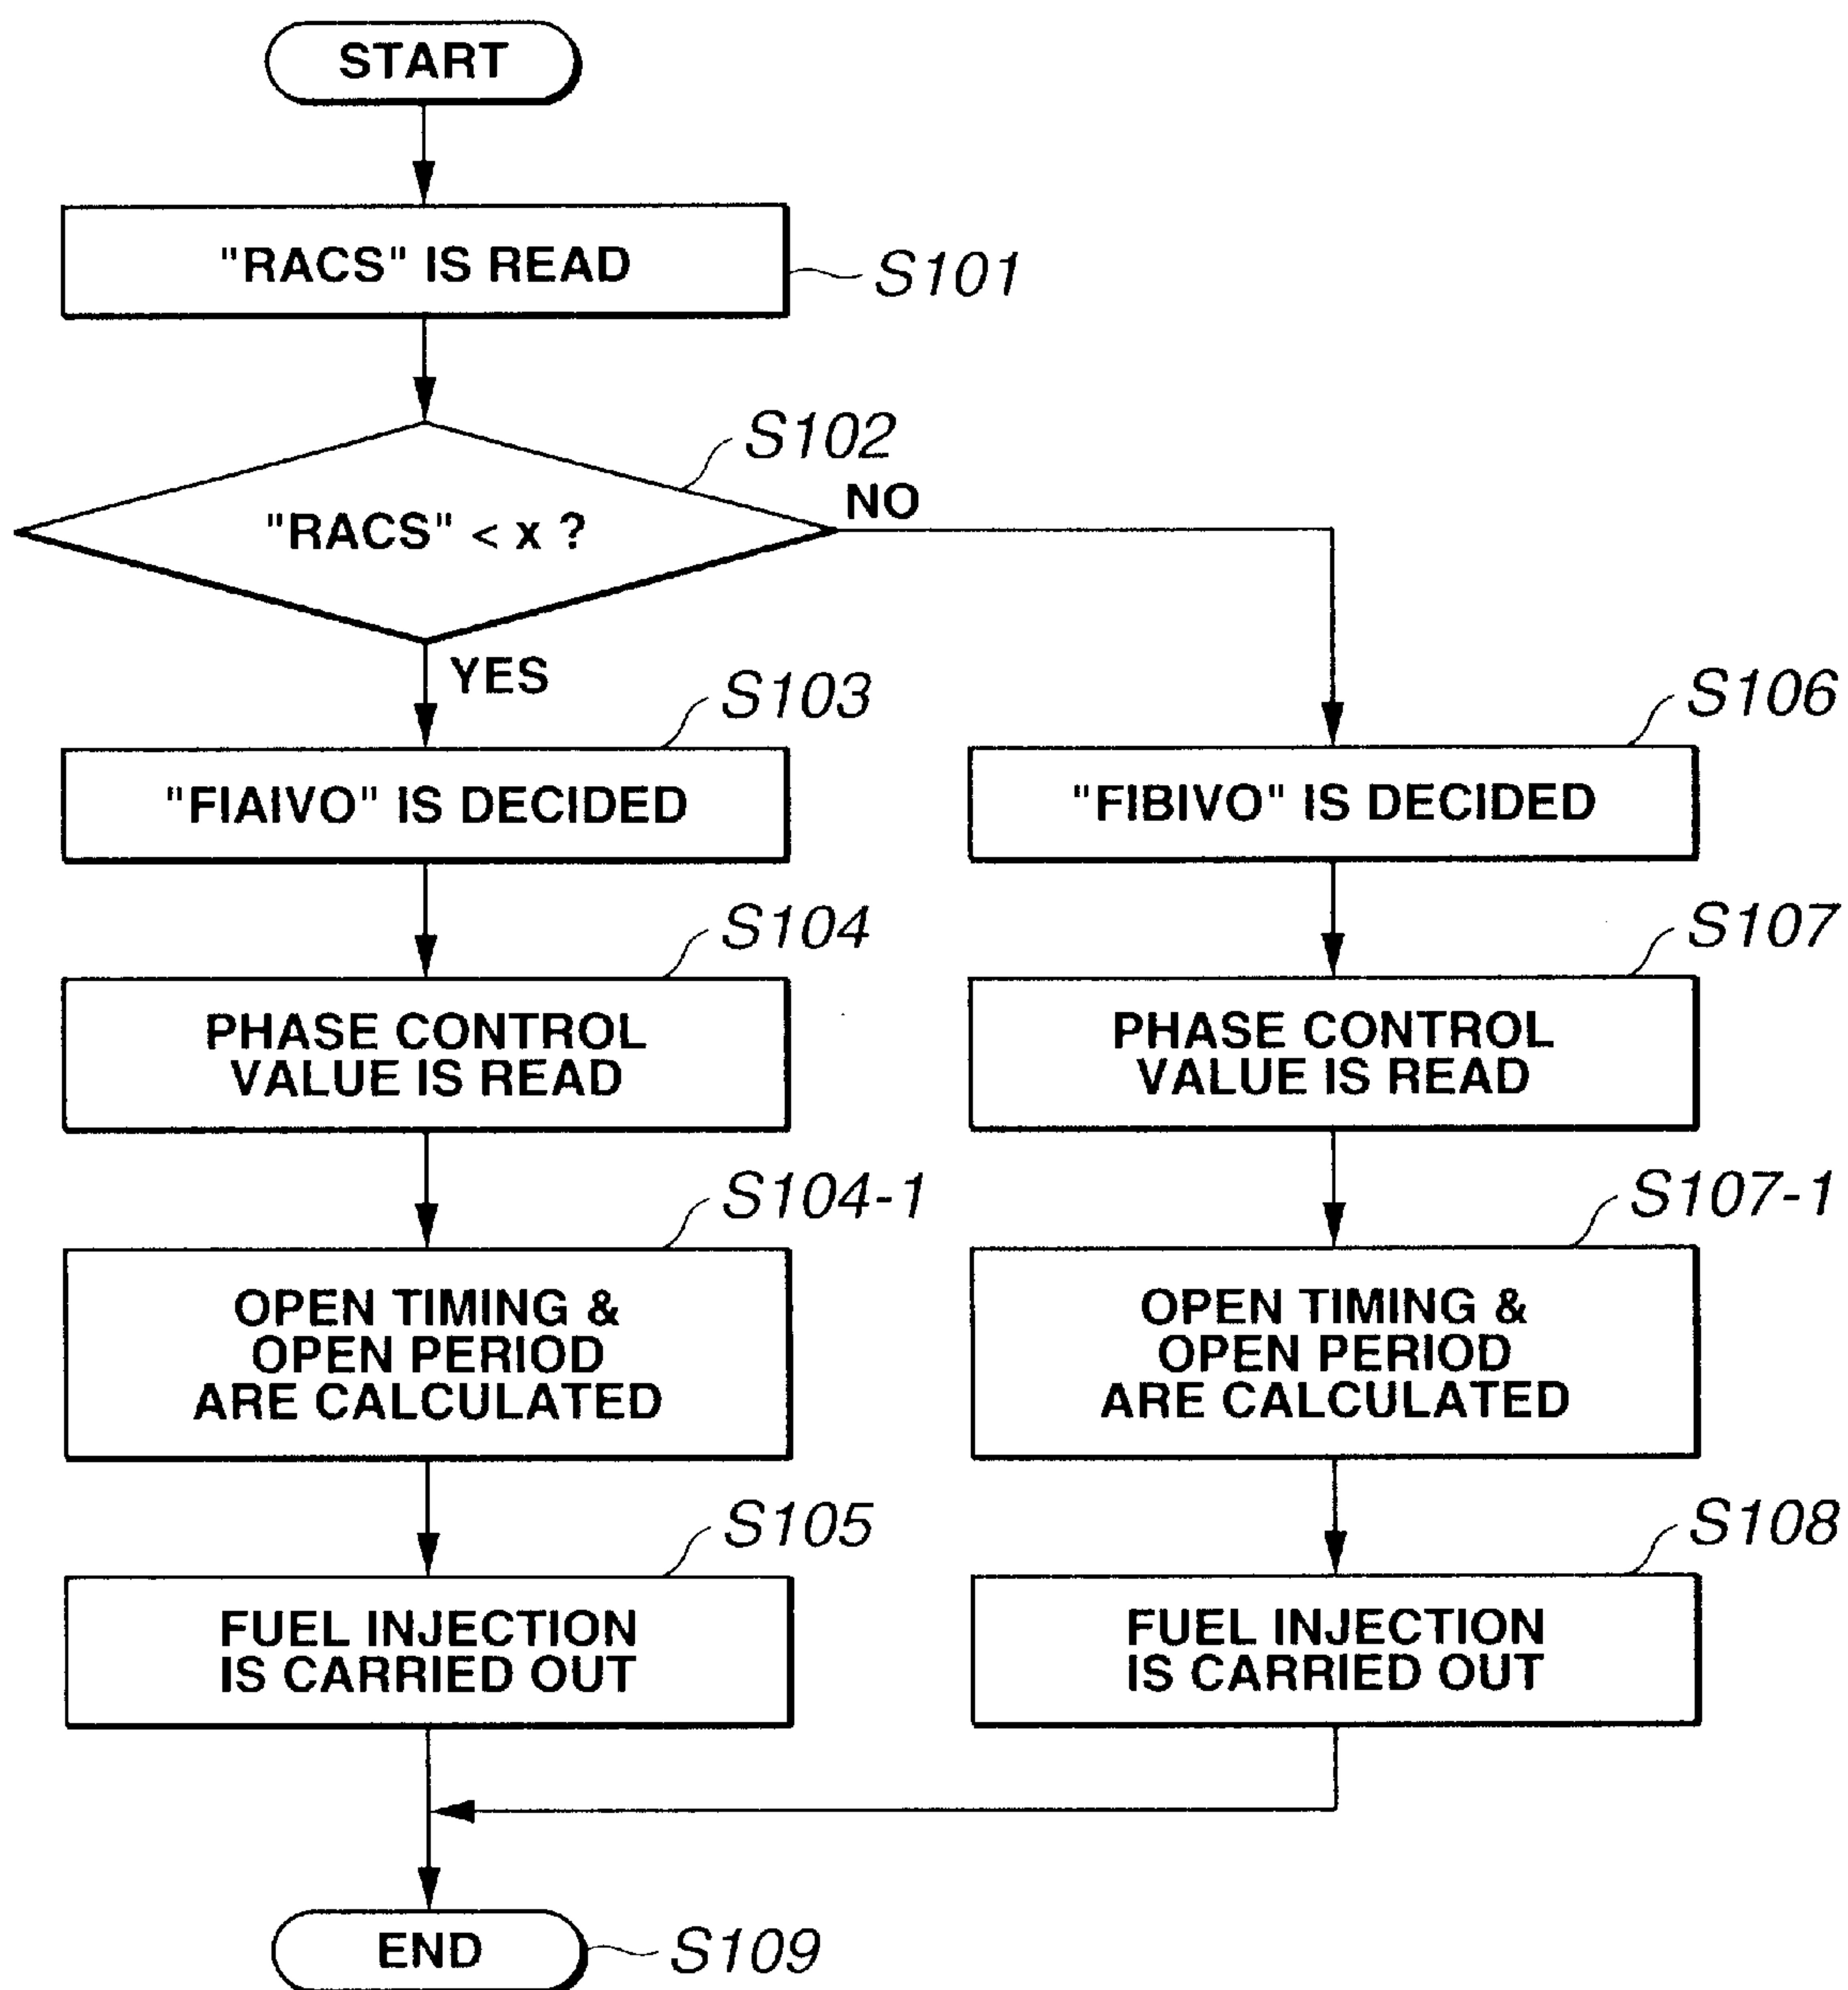 START
"RACS" IS READ
S101
S102
"RACS" < x ?
NO
YES
S103
"FIAIVO" IS DECIDED
S106
"FIBIVO" IS DECIDED
S104
PHASE CONTROL
VALUE IS READ
S107
PHASE CONTROL
VALUE IS READ
S104-1
OPEN TIMING &
OPEN PERIOD
ARE CALCULATED
S107-1
OPEN TIMING &
OPEN PERIOD
ARE CALCULATED
S105
FUEL INJECTION
IS CARRIED OUT
S108
FUEL INJECTION
IS CARRIED OUT
END
S109